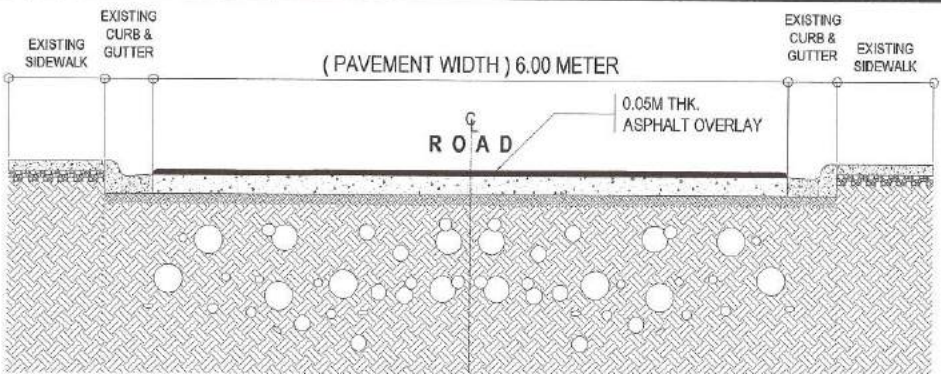 EXISTING
SIDEWALK
EXISTING
CURB &
GUTTER
( PAVEMENT WIDTH ) 6.00 METER
EXISTING
CURB &
GUTTER
EXISTING
SIDEWALK
0.05M THK.
ASPHALT OVERLAY
℄
ROAD